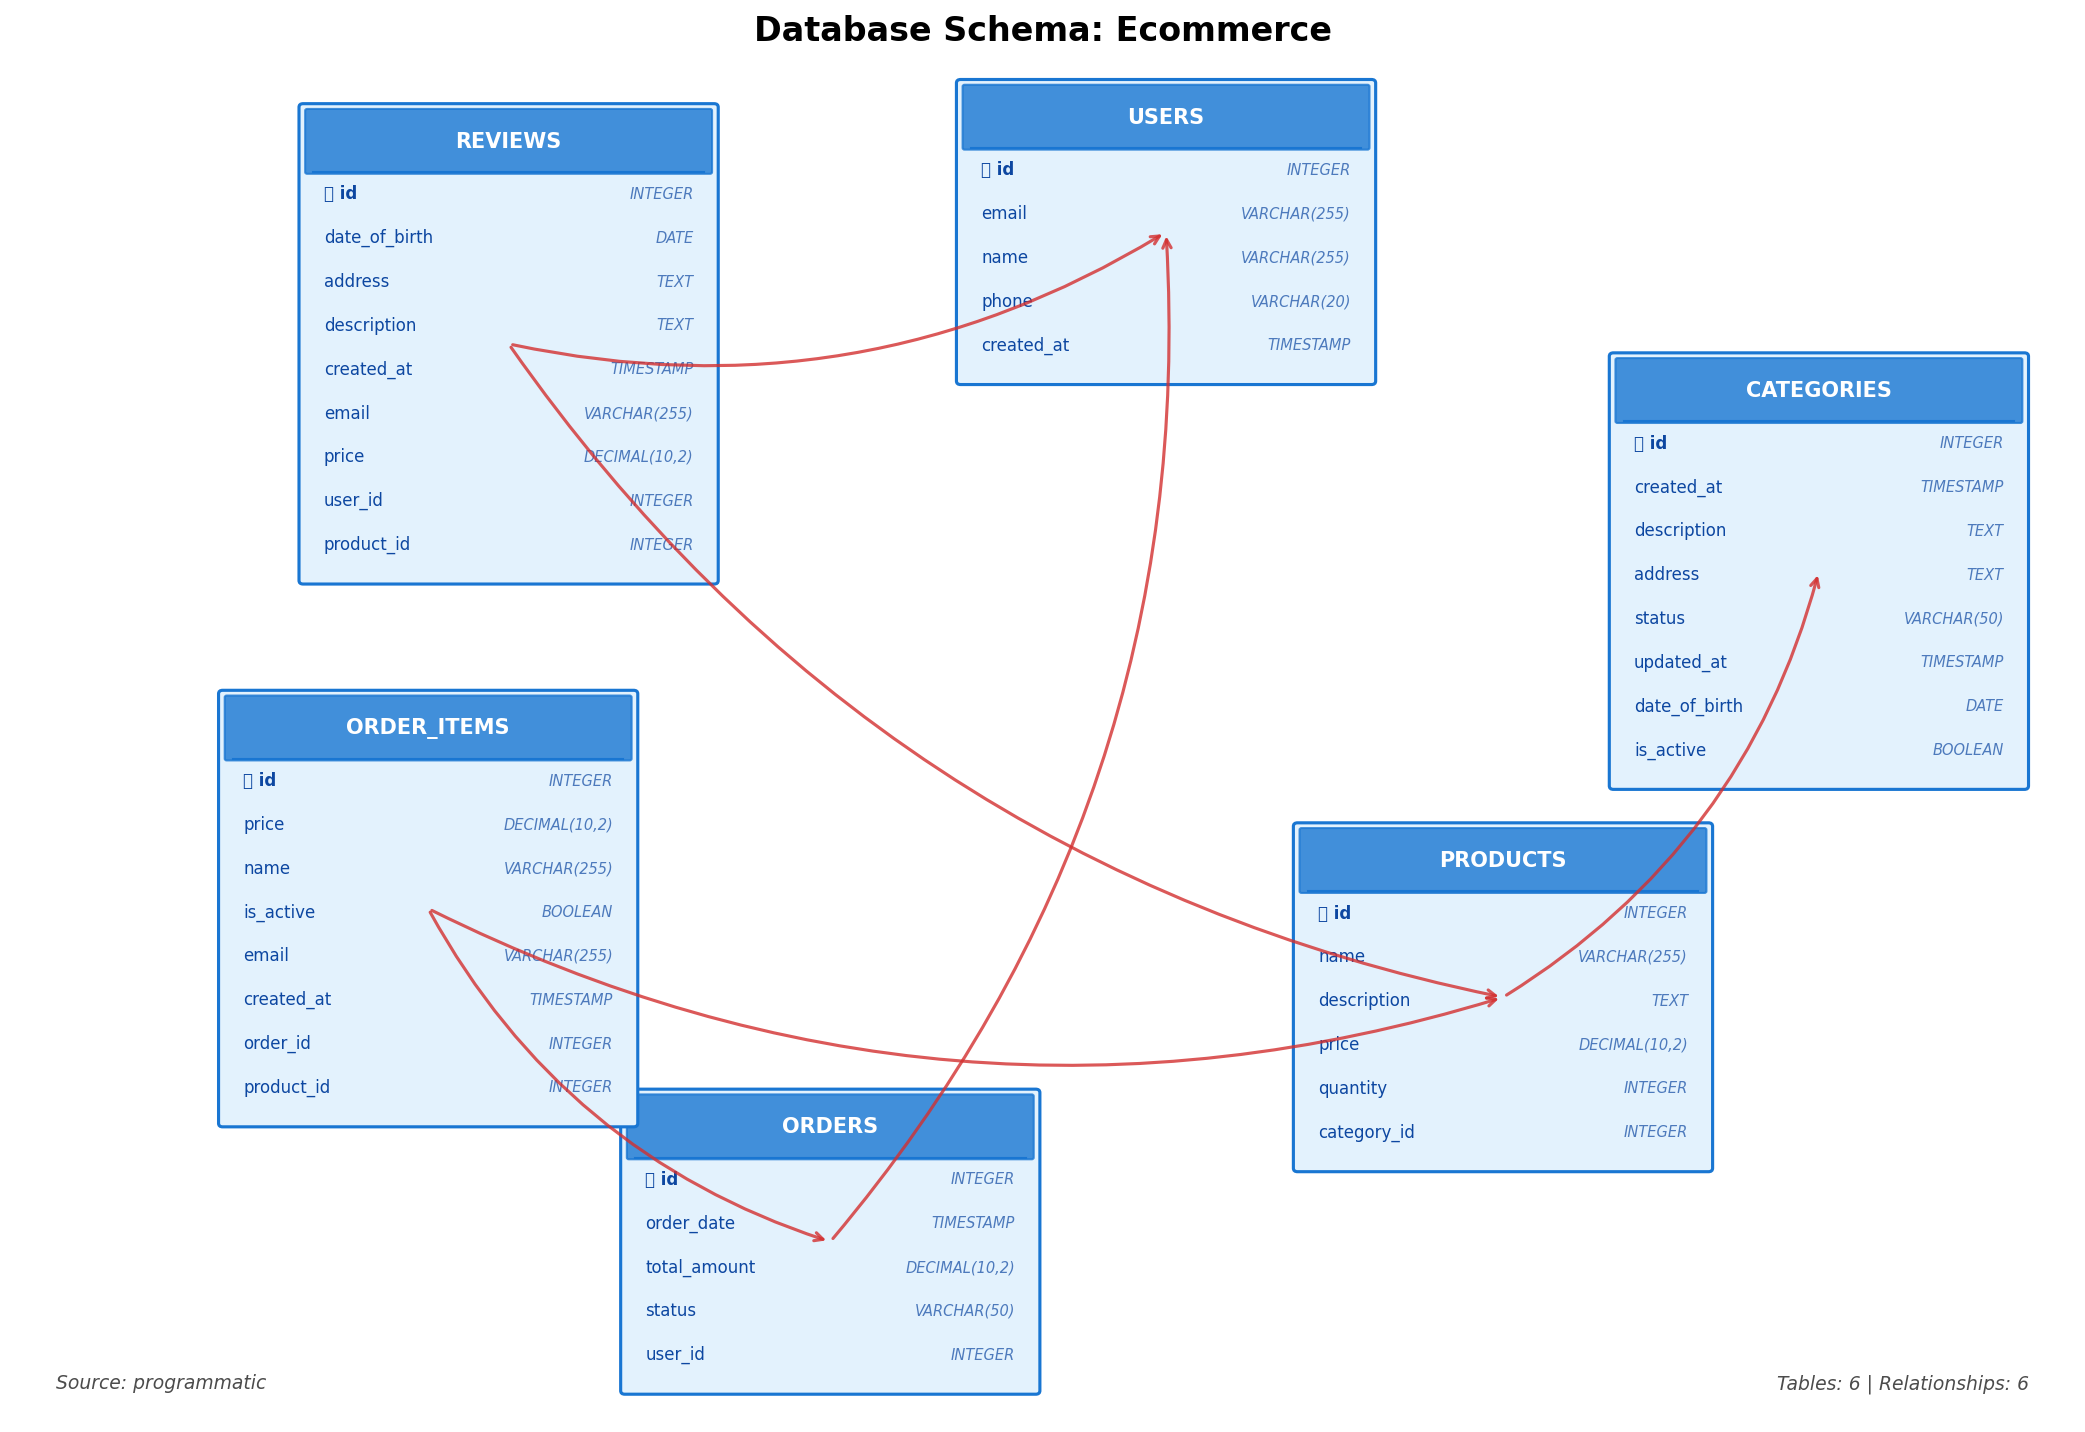 Database Schema: Ecommerce
REVIEWS
id INTEGER
date_of_birth DATE
address TEXT
description TEXT
created_at TIMESTAMP
email VARCHAR(255)
price DECIMAL(10,2)
user_id INTEGER
product_id INTEGER
USERS
id INTEGER
email VARCHAR(255)
name VARCHAR(255)
phone VARCHAR(20)
created_at TIMESTAMP
CATEGORIES
id INTEGER
created_at TIMESTAMP
description TEXT
address TEXT
status VARCHAR(50)
updated_at TIMESTAMP
date_of_birth DATE
is_active BOOLEAN
ORDER_ITEMS
id INTEGER
price DECIMAL(10,2)
name VARCHAR(255)
is_active BOOLEAN
email VARCHAR(255)
created_at TIMESTAMP
order_id INTEGER
product_id INTEGER
PRODUCTS
id INTEGER
name VARCHAR(255)
description TEXT
price DECIMAL(10,2)
quantity INTEGER
category_id INTEGER
ORDERS
id INTEGER
order_date TIMESTAMP
total_amount DECIMAL(10,2)
status VARCHAR(50)
user_id INTEGER
Source: programmatic
Tables: 6 | Relationships: 6